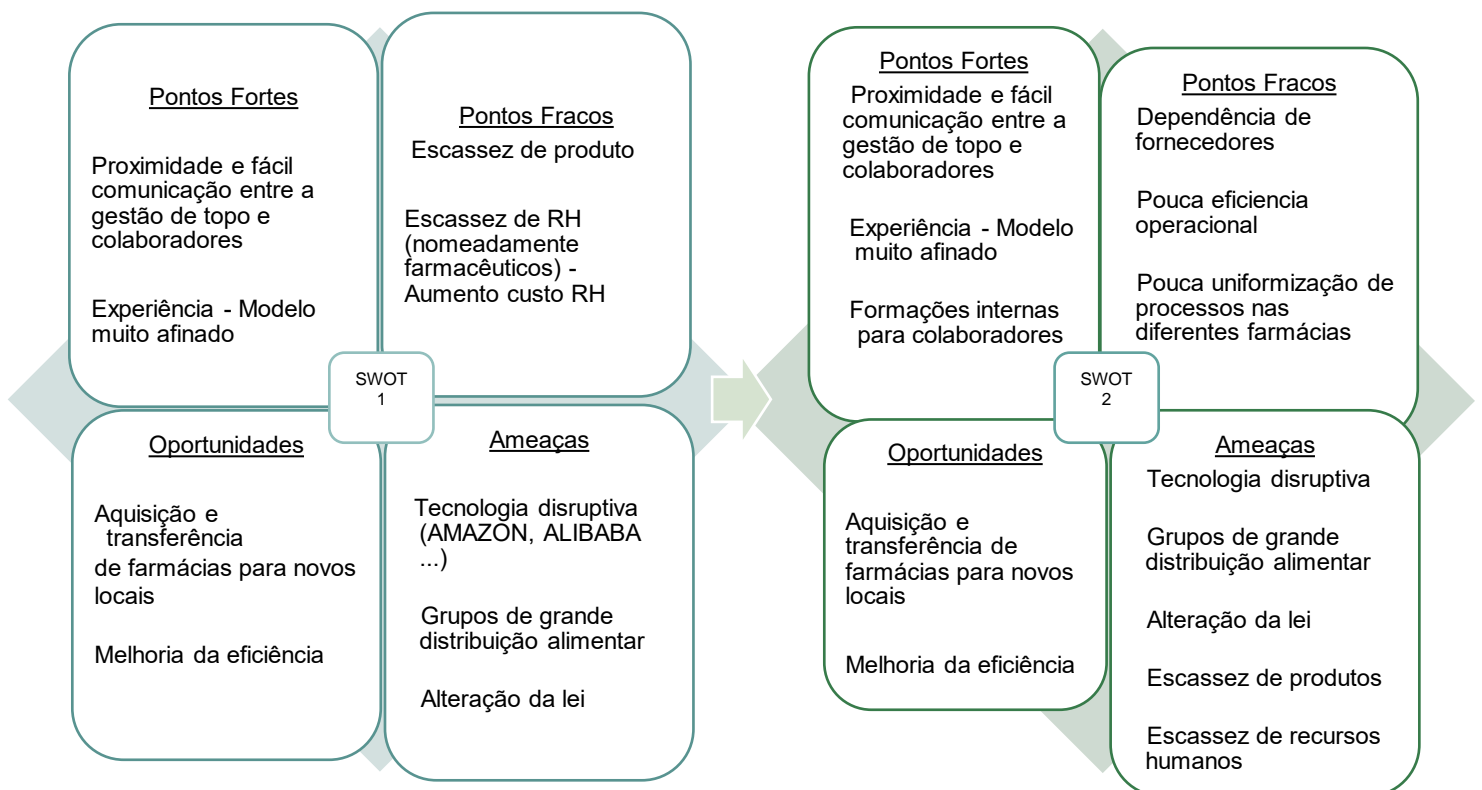 Pontos Fortes
Proximidade e fácil
comunicação entre a
gestão de topo e
colaboradores
Experiência - Modelo
muito afinado
Pontos Fracos
Escassez de produto
Escassez de RH
(nomeadamente
farmacêuticos) -
Aumento custo RH
SWOT
1
Oportunidades
Aquisição e
transferência
de farmácias para novos
locais
Melhoria da eficiência
Ameaças
Tecnologia disruptiva
(AMAZON, ALIBABA
...)
Grupos de grande
distribuição alimentar
Alteração da lei
Pontos Fortes
Proximidade e fácil
comunicação entre a
gestão de topo e
colaboradores
Experiência - Modelo
muito afinado
Formações internas
para colaboradores
Pontos Fracos
Dependência de
fornecedores
Pouca eficiencia
operacional
Pouca uniformização de
processos nas
diferentes farmácias
SWOT
2
Oportunidades
Aquisição e
transferência de
farmácias para novos
locais
Melhoria da eficiência
Ameaças
Tecnologia disruptiva
Grupos de grande
distribuição alimentar
Alteração da lei
Escassez de produtos
Escassez de recursos
humanos